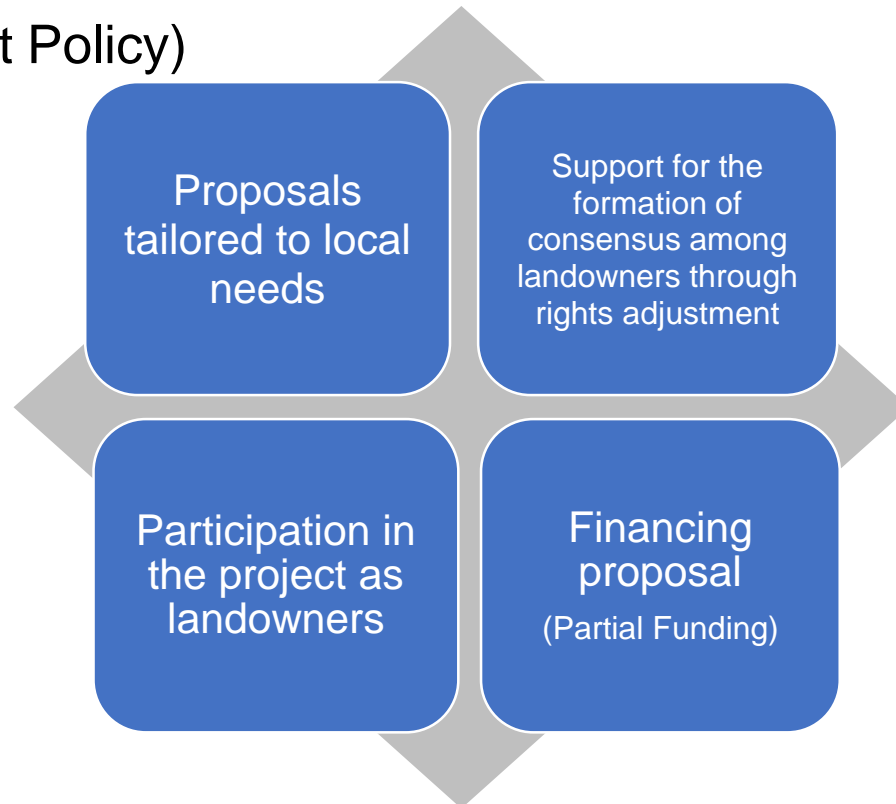 t Policy)
Proposals
tailored to local
needs
Support for the
formation of
consensus among
landowners through
rights adjustment
Participation in
the project as
landowners
Financing
proposal
(Partial Funding)